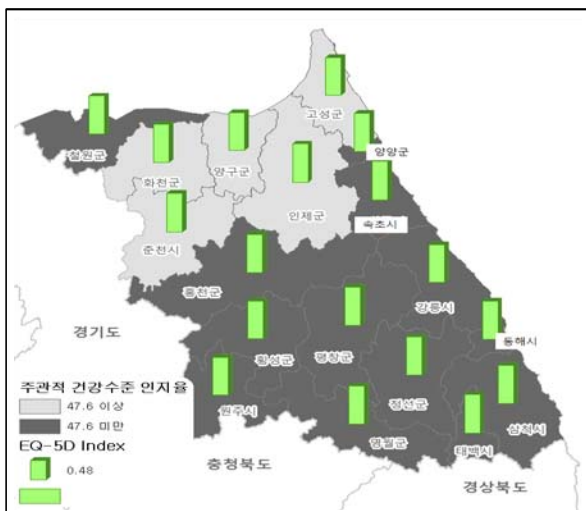 고성군
양양군
철원군
화천군
양구군
인제군
속초시
춘천시
홍천군
강릉시
경기도
동해시
횡성군
평창군
주관적 건강수준 인지율
47.6 이상
원주시
정선군
47.6 미만
삼척시
EQ-5D Index
영월군
태백시
0.48
충청북도
경상북도